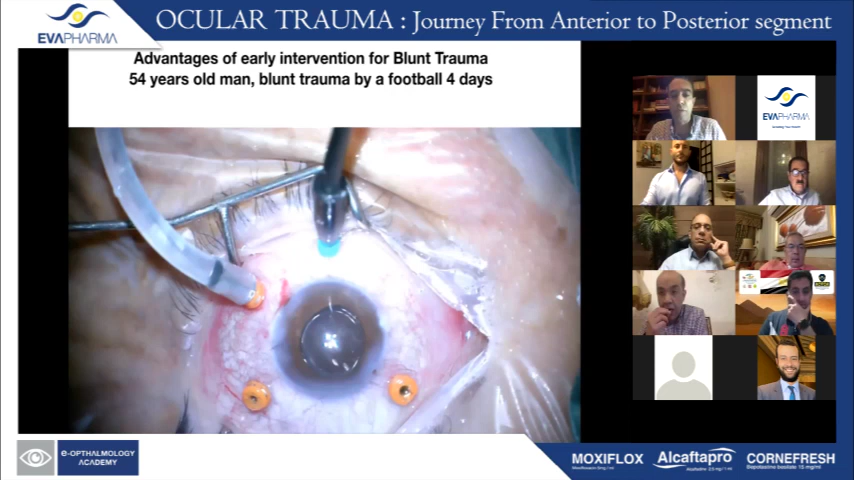 EVAPHARMA
OCULAR TRAUMA : Journey From Anterior to Posterior segment
Advantages of early intervention for Blunt Trauma
54 years old man, blunt trauma by a football 4 days
EVAPHARMA
e-OPTHALMOLOGY
ACADEMY
MOXIFLOX
Alcaftapro
CORNEFRESH